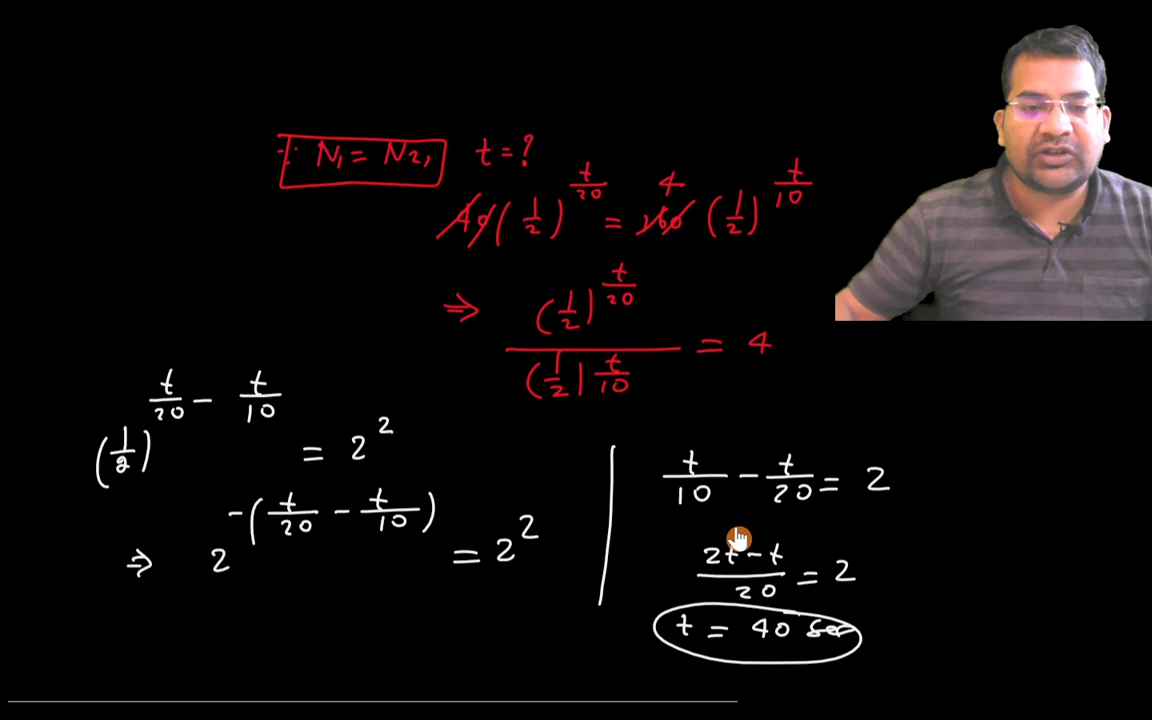 ∵ N₁ = N₂, t = ?
40 (1/2)^(t/20) = 160 (1/2)^(t/10)
4
⇒ (1/2)^(t/20) / (1/2)^(t/10) = 4
(1/2)^(t/20 - t/10) = 2²
⇒ 2^(-(t/20 - t/10)) = 2²
t/10 - t/20 = 2
(2t - t)/20 = 2
t = 40 sec